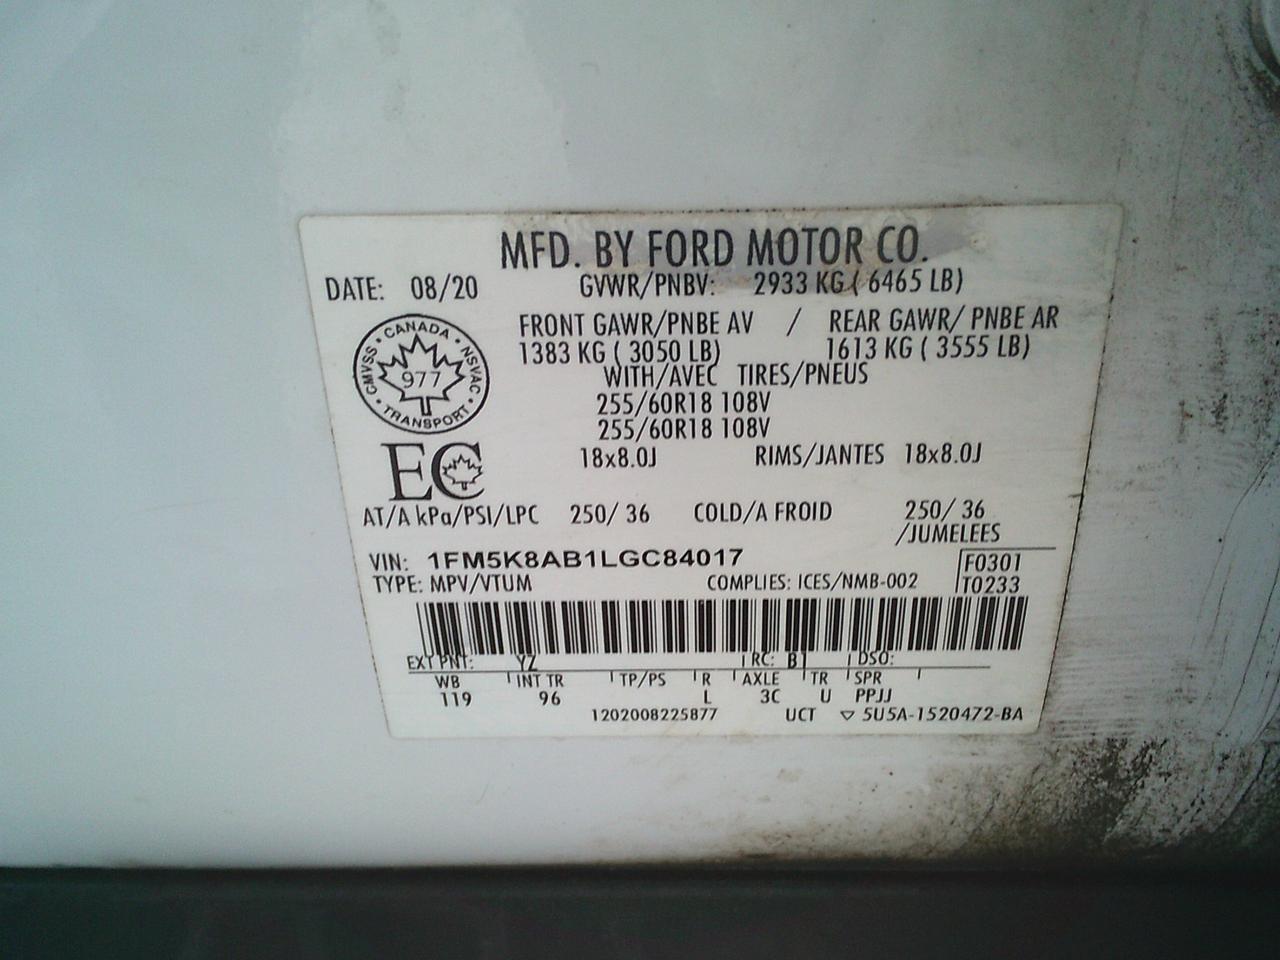 MFD. BY FORD MOTOR CO.
DATE: 08/20 GVWR/PNBV: 2933 KG ( 6465 LB)
FRONT GAWR/PNBE AV / REAR GAWR/ PNBE AR
1383 KG ( 3050 LB) 1613 KG ( 3555 LB)
WITH/AVEC TIRES/PNEUS
255/60R18 108V
255/60R18 108V
18x8.0J RIMS/JANTES 18x8.0J
CANADA
CMVSS NSVAC
977
TRANSPORT
EC
AT/A kPa/PSI/LPC 250/ 36 COLD/A FROID 250/ 36
/JUMELEES
VIN: 1FM5K8AB1LGC84017
F0301
TYPE: MPV/VTUM COMPLIES: ICES/NMB-002 T0233
EXT PNT: YZ RC: B1 DSO:
WB INT TR TP/PS R AXLE TR SPR
119 96 L 3C U PPJJ
1202008225877 UCT ▽ 5U5A-1520472-BA